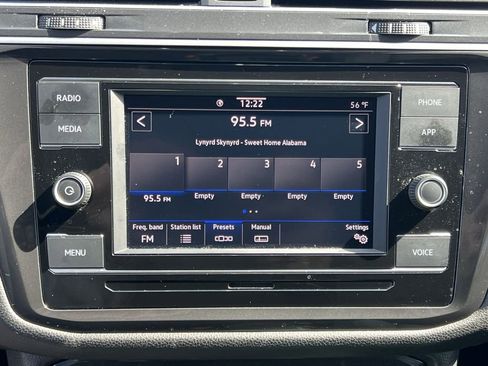 RADIO
MEDIA
MENU
PHONE
APP
VOICE
12:22
56 °F
< 95.5 FM >
Lynyrd Skynyrd - Sweet Home Alabama
1 2 3 4 5
95.5 FM Empty Empty Empty Empty
Freq. band Station list Presets Manual Settings
FM